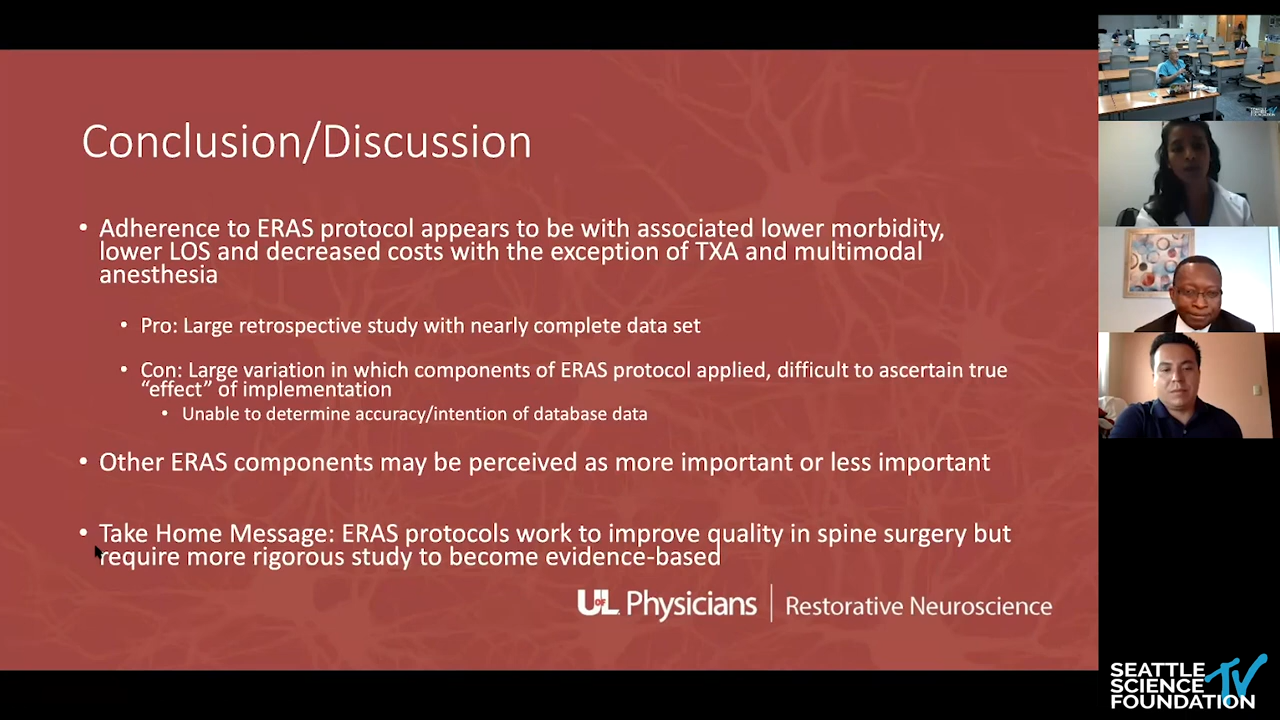 Conclusion/Discussion
• Adherence to ERAS protocol appears to be with associated lower morbidity,
lower LOS and decreased costs with the exception of TXA and multimodal
anesthesia
• Pro: Large retrospective study with nearly complete data set
• Con: Large variation in which components of ERAS protocol applied, difficult to ascertain true
“effect” of implementation
• Unable to determine accuracy/intention of database data
• Other ERAS components may be perceived as more important or less important
• Take Home Message: ERAS protocols work to improve quality in spine surgery but
require more rigorous study to become evidence-based
UofL Physicians | Restorative Neuroscience
SEATTLE
SCIENCE TV
FOUNDATION